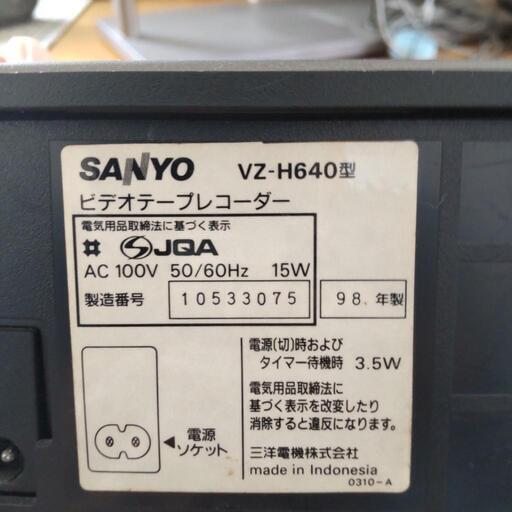 SANYO VZ-H640型
ビデオテープレコーダー
電気用品取締法に基づく表示
JQA
AC 100V 50/60Hz 15W
製造番号 10533075 98. 年製
電源(切)時および
タイマー待機時 3.5W
電気用品取締法に
基づく表示を改変したり
消除すると違反になります。
電源
ソケット
三洋電機株式会社
made in Indonesia
0310-A